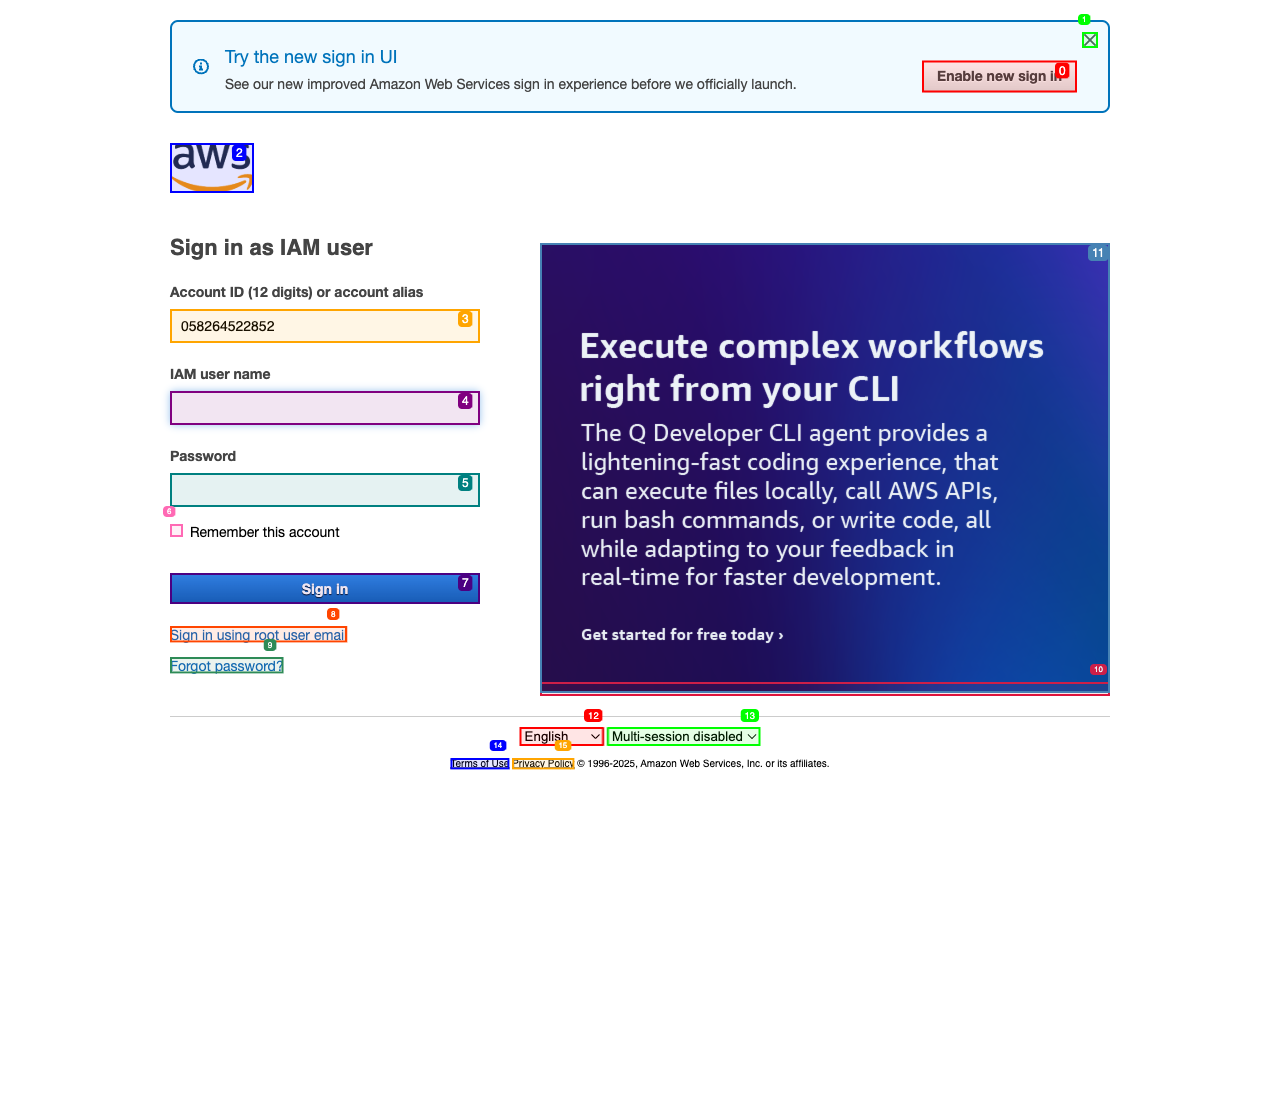 Try the new sign in UI
See our new improved Amazon Web Services sign in experience before we officially launch.
1
Enable new sign in
0
aws
2
Sign in as IAM user
Account ID (12 digits) or account alias
058264522852
3
IAM user name
4
Password
5
6
Remember this account
Sign in
7
8
Sign in using root user email
9
Forgot password?
11
Execute complex workflows
right from your CLI
The Q Developer CLI agent provides a
lightening-fast coding experience, that
can execute files locally, call AWS APIs,
run bash commands, or write code, all
while adapting to your feedback in
real-time for faster development.
Get started for free today ›
10
12
13
English
Multi-session disabled
14
15
Terms of Use Privacy Policy © 1996-2025, Amazon Web Services, Inc. or its affiliates.